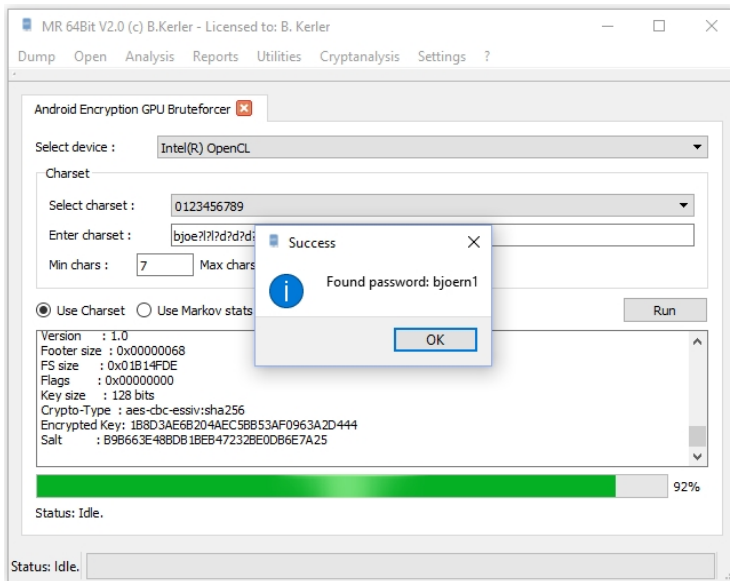 MR 64Bit V2.0 (c) B.Kerler - Licensed to: B. Kerler
Dump Open Analysis Reports Utilities Cryptanalysis Settings ?
Android Encryption GPU Bruteforcer
Select device : Intel(R) OpenCL
Charset
Select charset : 0123456789
Enter charset : bjoe?l?l?d?d?d?
Min chars : 7 Max chars
Success
Found password: bjoern1
OK
Use Charset Use Markov stats Run
Version : 1.0
Footer size : 0x00000068
FS size : 0x01B14FDE
Flags : 0x00000000
Key size : 128 bits
Crypto-Type : aes-cbc-essiv:sha256
Encrypted Key: 1B8D3AE6B204AEC5BB53AF0963A2D444
Salt : B9B663E48BDB1BEB47232BE0DB6E7A25
92%
Status: Idle.
Status: Idle.